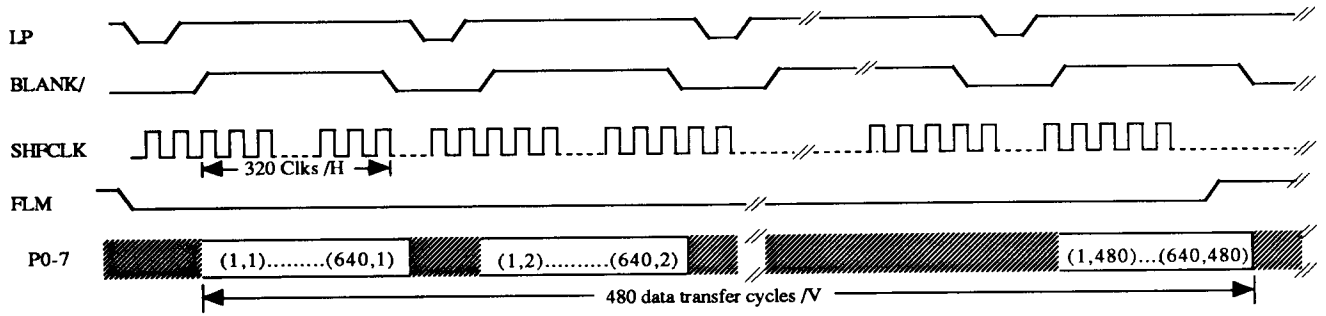 LP
BLANK/
SHFCLK
320 Clks /H
FLM
P0-7
(1,1).........(640,1)
(1,2)..........(640,2)
(1,480)...(640,480)
480 data transfer cycles /V